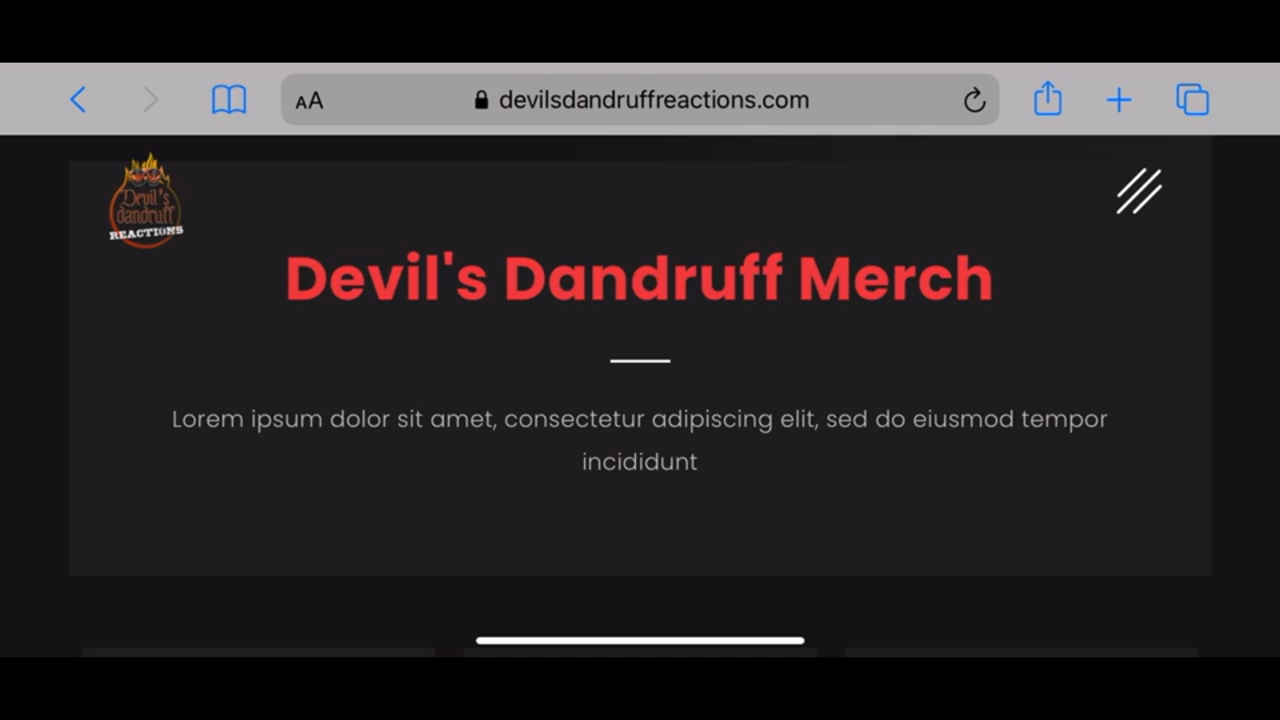 AA
devilsdandruffreactions.com
Devil's
dandruff
REACTIONS
Devil's Dandruff Merch
Lorem ipsum dolor sit amet, consectetur adipiscing elit, sed do eiusmod tempor
incididunt